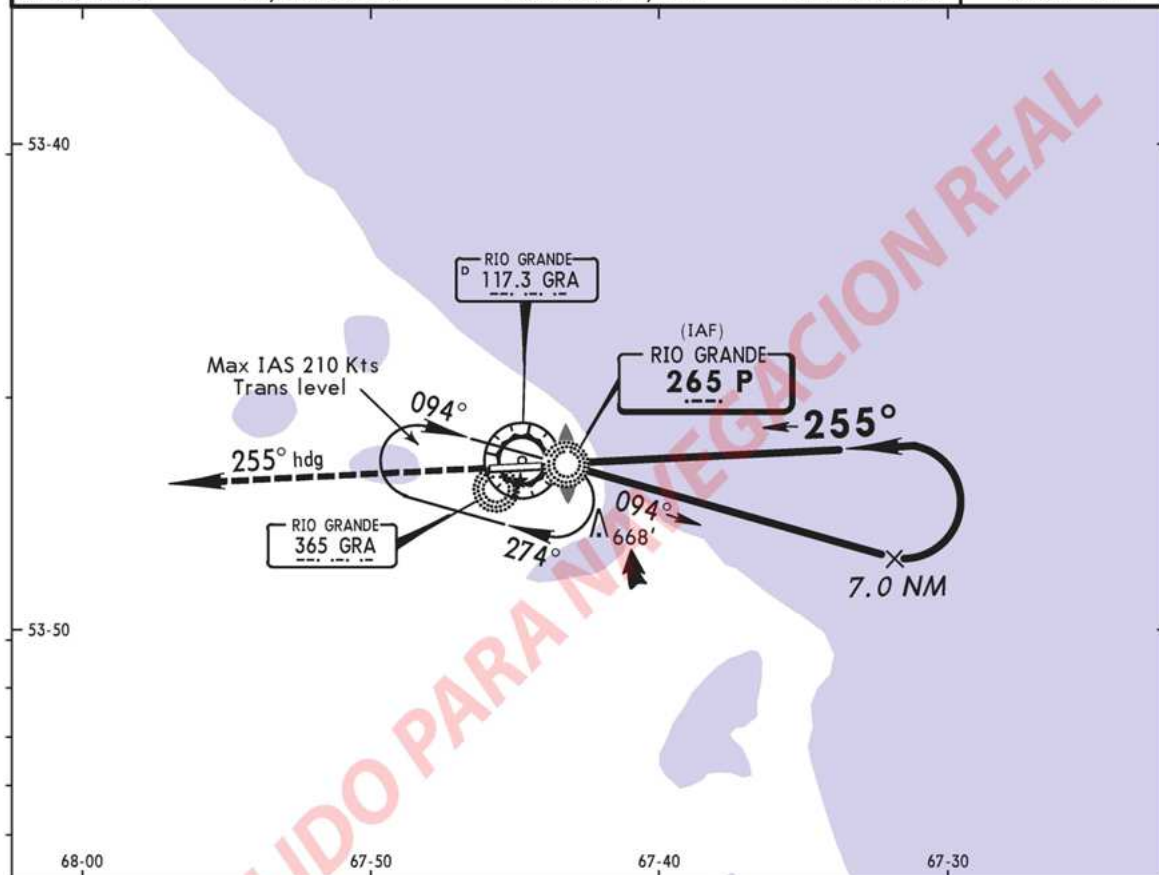 53-40
RIO GRANDE
D 117.3 GRA
(IAF)
RIO GRANDE
265 P
Max IAS 210 Kts
Trans level
094°
255°
255° hdg
094°
668'
RIO GRANDE
365 GRA
274°
7.0 NM
53-50
68-00
67-50
67-40
67-30
LIDO PARA NAVEGACION REAL